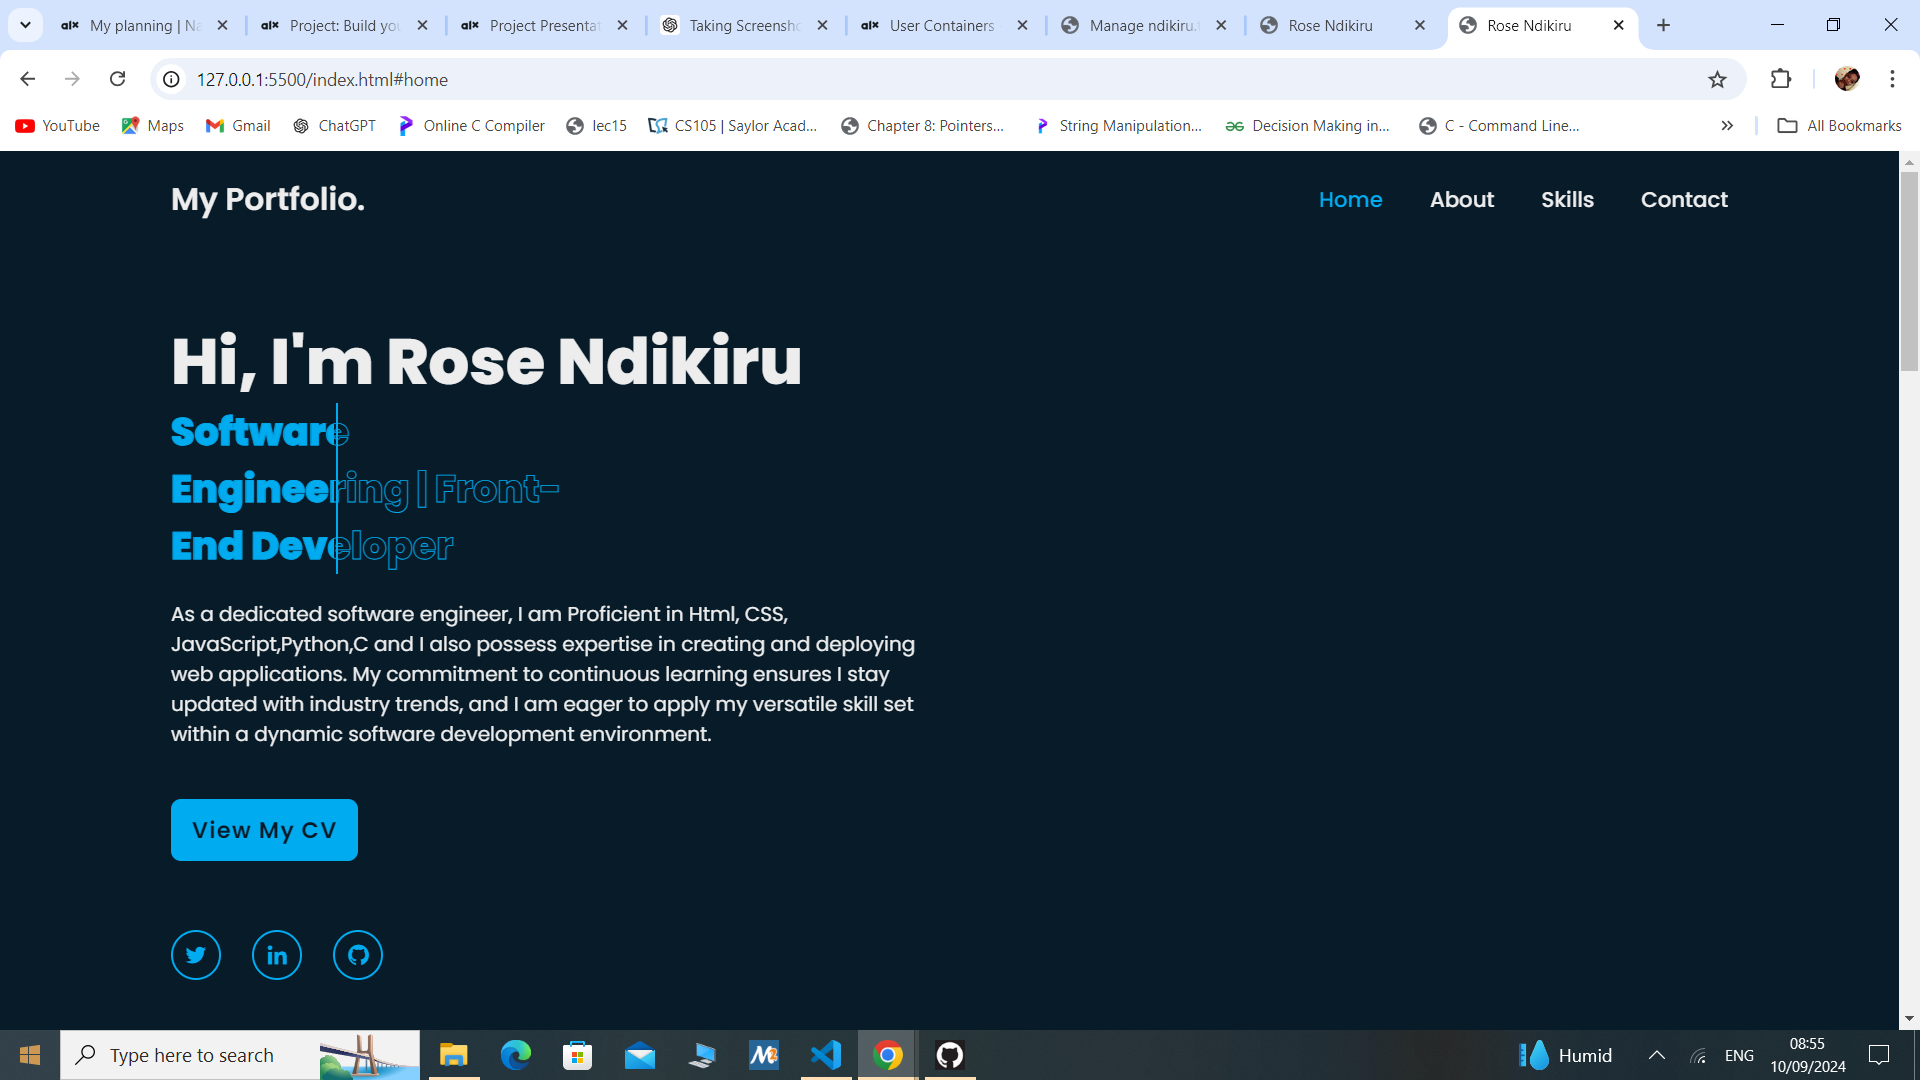 My planning | Na
Project: Build you
Project Presentat
Taking Screensho
User Containers
Manage ndikiru.
Rose Ndikiru
Rose Ndikiru
127.0.0.1:5500/index.html#home
YouTube
Maps
Gmail
ChatGPT
Online C Compiler
lec15
CS105 | Saylor Acad...
Chapter 8: Pointers...
String Manipulation...
Decision Making in...
C - Command Line...
All Bookmarks
My Portfolio.
Home About Skills Contact
Hi, I'm Rose Ndikiru
Software
Engineering | Front-
End Developer
As a dedicated software engineer, I am Proficient in Html, CSS,
JavaScript,Python,C and I also possess expertise in creating and deploying
web applications. My commitment to continuous learning ensures I stay
updated with industry trends, and I am eager to apply my versatile skill set
within a dynamic software development environment.
View My CV
Type here to search
Humid
ENG
08:55
10/09/2024